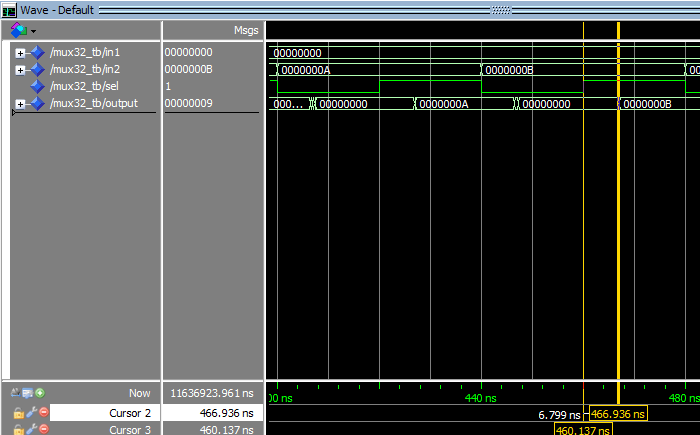 Wave - Default
Msgs
/mux32_tb/in1 00000000 00000000
/mux32_tb/in2 0000000B 0000000A 0000000B
/mux32_tb/sel 1
/mux32_tb/output 00000009 000... 00000000 0000000A 00000000 0000000B
Now 11636923.961 ns 00 ns 440 ns 480 ns
Cursor 2 466.936 ns 6.799 ns 466.936 ns
Cursor 3 460.137 ns 460.137 ns